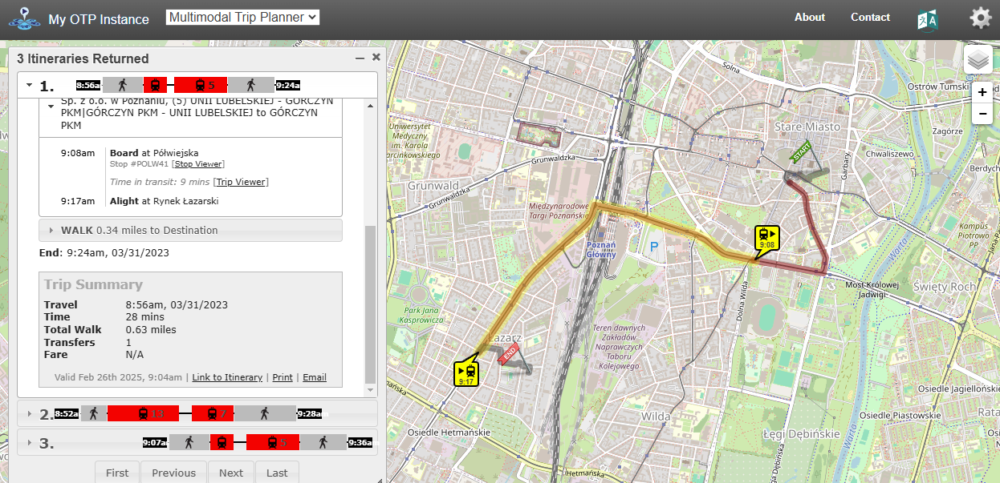 My OTP Instance
Multimodal Trip Planner
About
Contact
3 Itineraries Returned
1.
8:56a
5
9:24a
Sp. z o.o. w Poznaniu, (5) UNII LUBELSKIEJ - GÓRCZYN
PKM|GÓRCZYN PKM - UNII LUBELSKIEJ to GÓRCZYN
PKM
9:08am Board at Półwiejska
Stop #POLW41 [Stop Viewer]
Time in transit: 9 mins [Trip Viewer]
9:17am Alight at Rynek Łazarski
WALK 0.34 miles to Destination
End: 9:24am, 03/31/2023
Trip Summary
Travel 8:56am, 03/31/2023
Time 28 mins
Total Walk 0.63 miles
Transfers 1
Fare N/A
Valid Feb 26th 2025, 9:04am | Link to Itinerary | Print | Email
2.
8:52a
13
7
9:28a
3.
9:07a
5
9:36a
First
Previous
Next
Last
+
−
Solna
Ostrów Tumski
Stare Miasto
Zagórze
Uniwersytet
Medyczny
im. Karola
Marcinkowskiego
START
Chwaliszewo
Garbary
Grunwaldzka
Grunwald
Grunwaldzka
Berdych
Międzynarodowe
Targi Poznańskie
Kampus
Piotrowo
PP
Jana Pa
Poznań
Główny
P
9:08
Warta
Most Królowej
Jadwigi
Święty Roch
Dolna Wilda
Park Jana
Kasprowicza
Teren dawnych
Zakładów
Naprawczych
Taboru
Kolejowego
Łazarz
END
9:17
Osiedle Jagiellońskie
Wilda
Osiedle Piastowskie
Rata
Osiedle Hetmańskie
Łęgi Dębińskie
Warta
Hetmańska
Dębińska